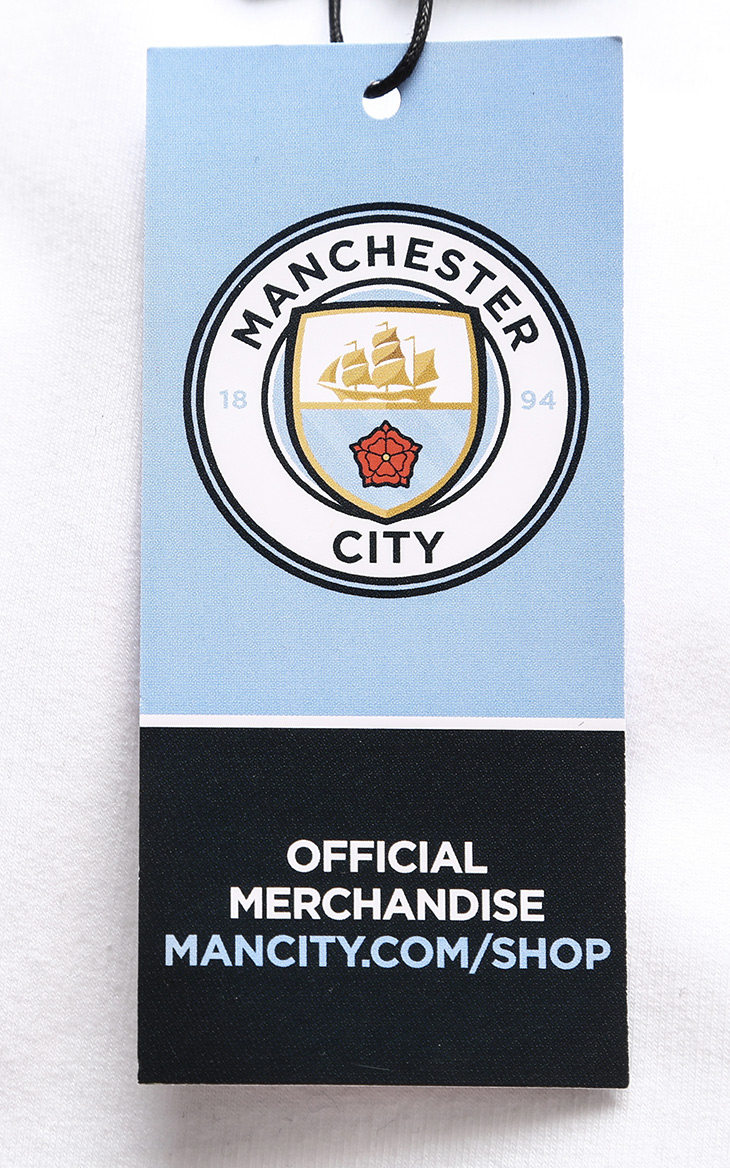 MANCHESTER
18 94
CITY
OFFICIAL
MERCHANDISE
MANCITY.COM/SHOP